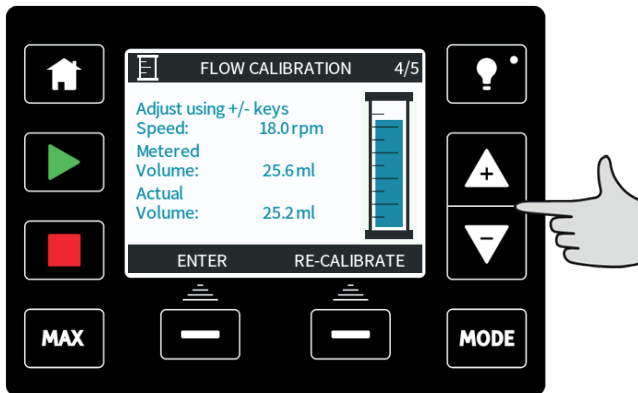 FLOW CALIBRATION 4/5
Adjust using +/- keys
Speed: 18.0 rpm
Metered
Volume: 25.6 ml
Actual
Volume: 25.2 ml
ENTER RE-CALIBRATE
+
-
MAX
MODE